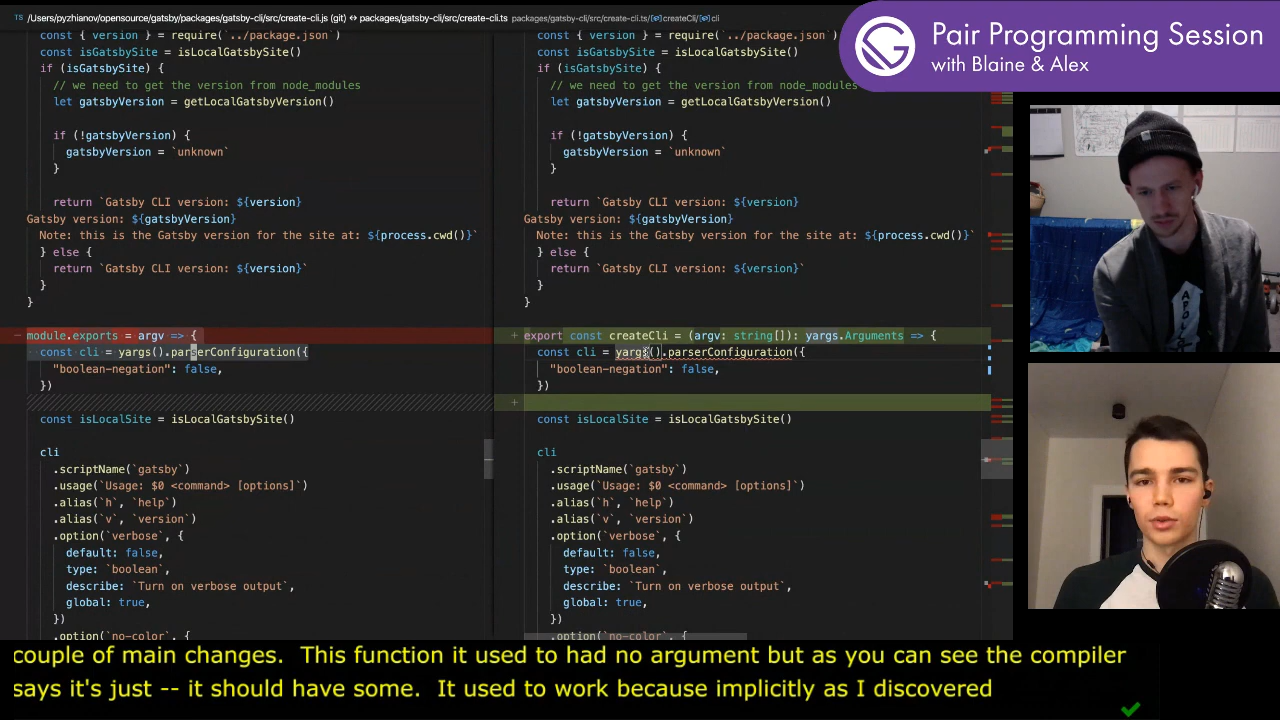 TS /Users/pyzhianov/opensource/gatsby/packages/gatsby-cli/src/create-cli.js (git) ↔ packages/gatsby-cli/src/create-cli.ts packages/gatsby-cli/src/create-cli.ts/createCli/cli
const { version } = require(`../package.json`)
const isGatsbySite = isLocalGatsbySite()
if (isGatsbySite) {
// we need to get the version from node_modules
let gatsbyVersion = getLocalGatsbyVersion()
if (!gatsbyVersion) {
gatsbyVersion = `unknown`
}
return `Gatsby CLI version: ${version}
Gatsby version: ${gatsbyVersion}
Note: this is the Gatsby version for the site at: ${process.cwd()}`
} else {
return `Gatsby CLI version: ${version}`
}
}
− module.exports = argv => {
const cli = yargs().parserConfiguration({
"boolean-negation": false,
})
const isLocalSite = isLocalGatsbySite()
cli
.scriptName(`gatsby`)
.usage(`Usage: $0 <command> [options]`)
.alias(`h`, `help`)
.alias(`v`, `version`)
.option(`verbose`, {
default: false,
type: `boolean`,
describe: `Turn on verbose output`,
global: true,
})
.option(`no-color`, {
const { version } = require(`../package.json`)
const isGatsbySite = isLocalGatsbySite()
if (isGatsbySite) {
// we need to get the version from node_modules
let gatsbyVersion = getLocalGatsbyVersion()
if (!gatsbyVersion) {
gatsbyVersion = `unknown`
}
return `Gatsby CLI version: ${version}
Gatsby version: ${gatsbyVersion}
Note: this is the Gatsby version for the site at: ${process.cwd()}`
} else {
return `Gatsby CLI version: ${version}`
}
}
+ export const createCli = (argv: string[]): yargs.Arguments => {
const cli = yargs().parserConfiguration({
"boolean-negation": false,
})
+
const isLocalSite = isLocalGatsbySite()
cli
.scriptName(`gatsby`)
.usage(`Usage: $0 <command> [options]`)
.alias(`h`, `help`)
.alias(`v`, `version`)
.option(`verbose`, {
default: false,
type: `boolean`,
describe: `Turn on verbose output`,
global: true,
})
.option(`no-color`, {
Pair Programming Session
with Blaine & Alex
couple of main changes. This function it used to had no argument but as you can see the compiler
says it's just -- it should have some. It used to work because implicitly as I discovered